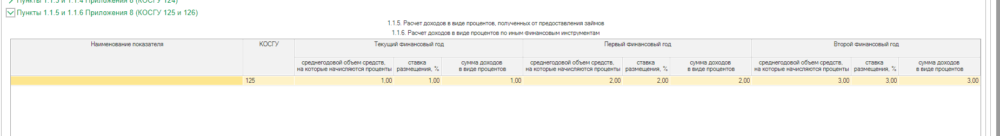 Пункты 1.1.3 и 1.1.4 Приложения 8 (КОСГУ 124)
Пункты 1.1.5 и 1.1.6 Приложения 8 (КОСГУ 125 и 126)
1.1.5. Расчет доходов в виде процентов, полученных от предоставления займов
1.1.6. Расчет доходов в виде процентов по иным финансовым инструментам
Наименование показателя КОСГУ Текущий финансовый год Первый финансовый год Второй финансовый год
среднегодовой объем средств, ставка сумма доходов среднегодовой объем средств, ставка сумма доходов среднегодовой объем средств, ставка сумма доходов
на которые начисляются проценты размещения, % в виде процентов на которые начисляются проценты размещения, % в виде процентов на которые начисляются проценты размещения, % в виде процентов
125 1,00 1,00 1,00 2,00 2,00 2,00 3,00 3,00 3,00